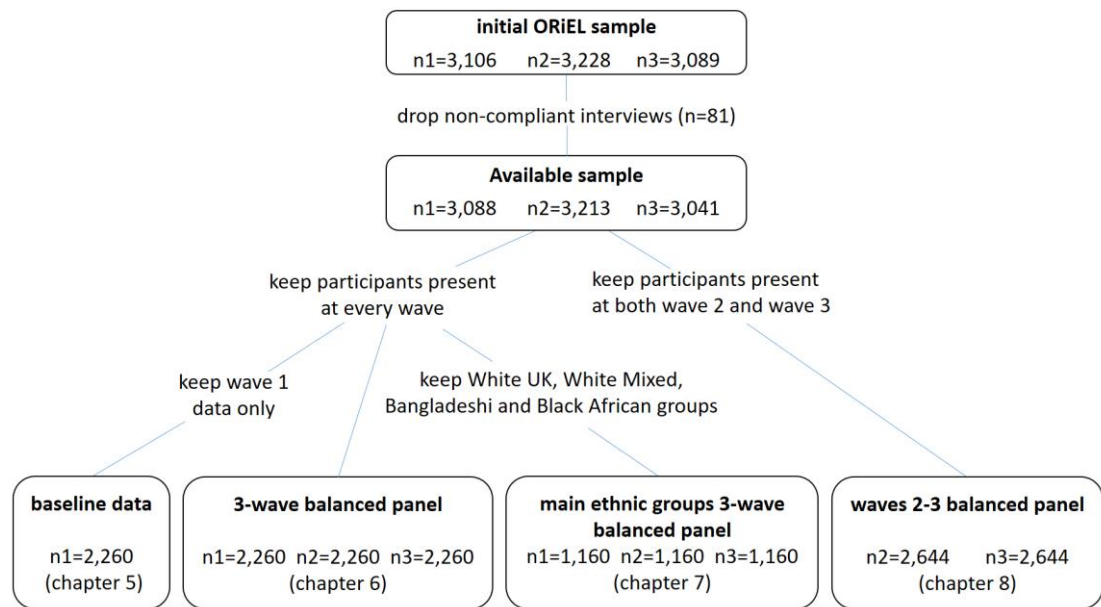 initial ORiEL sample
n1=3,106 n2=3,228 n3=3,089
drop non-compliant interviews (n=81)
Available sample
n1=3,088 n2=3,213 n3=3,041
keep participants present
at every wave
keep participants present
at both wave 2 and wave 3
keep wave 1
data only
keep White UK, White Mixed,
Bangladeshi and Black African groups
baseline data
n1=2,260
(chapter 5)
3-wave balanced panel
n1=2,260 n2=2,260 n3=2,260
(chapter 6)
main ethnic groups 3-wave
balanced panel
n1=1,160 n2=1,160 n3=1,160
(chapter 7)
waves 2-3 balanced panel
n2=2,644 n3=2,644
(chapter 8)